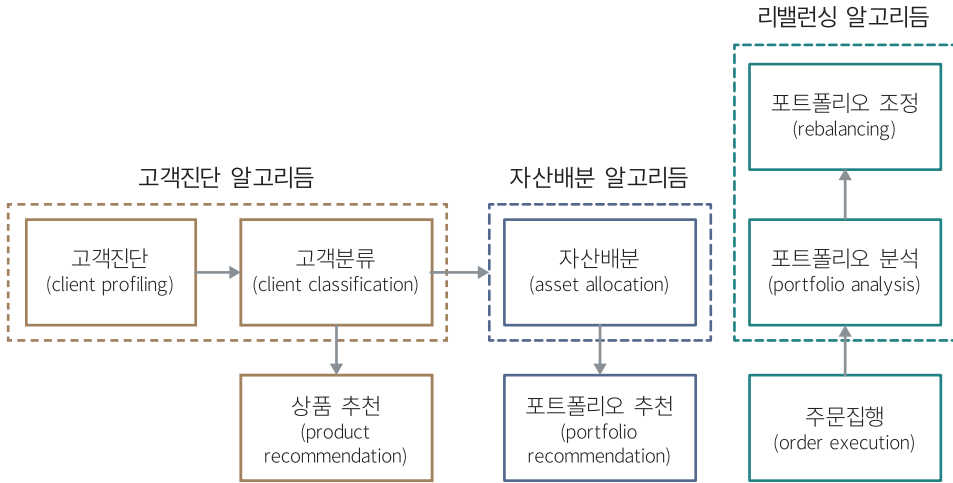 리밸런싱 알고리듬
포트폴리오 조정
(rebalancing)
고객진단 알고리듬
자산배분 알고리듬
고객진단
(client profiling)
고객분류
(client classification)
자산배분
(asset allocation)
포트폴리오 분석
(portfolio analysis)
상품 추천
(product
recommendation)
포트폴리오 추천
(portfolio
recommendation)
주문집행
(order execution)